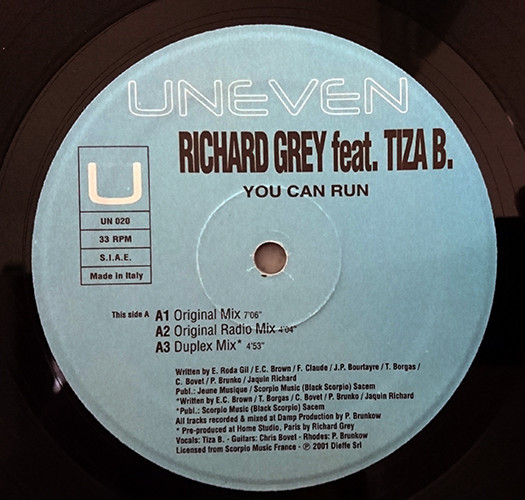 UNEVEN
RICHARD GREY feat. TIZA B.
YOU CAN RUN
U
UN 020
33 RPM
S.I.A.E.
Made in Italy
This side A A1 Original Mix 7'06"
A2 Original Radio Mix 4'04"
A3 Duplex Mix* 4'53"
Written by E. Roda Gil / E.C. Brown / F. Claude / J.P. Bourtayre / T. Borgas /
C. Bovet / P. Brunko / Jaquin Richard
Publ.: Jeune Musique / Scorpio Music (Black Scorpio) Sacem
*Written by E.C. Brown / T. Borgas / C. Bovet / P. Brunko / Jaquin Richard
*Publ.: Scorpio Music (Black Scorpio) Sacem
All tracks recorded & mixed at Damp Production by P. Brunkow
* Pre-produced at Home Studio, Paris by Richard Grey
Vocals: Tiza B. - Guitars: Chris Bovet - Rhodes: P. Brunkow
Licensed from Scorpio Music France - ℗ 2001 Dieffe Srl